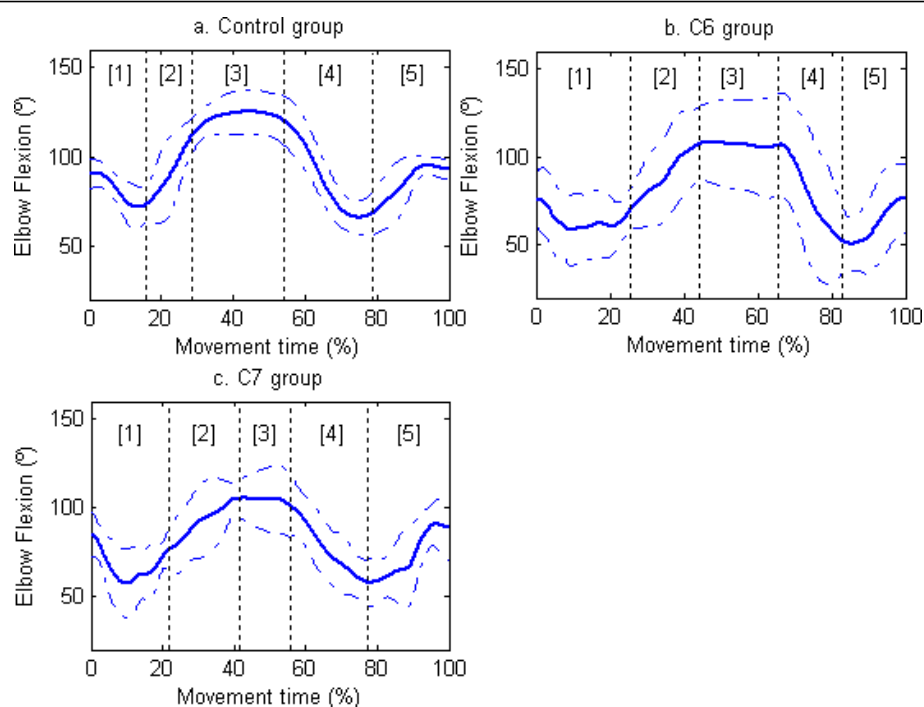 a. Control group
150
100
50
[1] [2] [3] [4] [5]
Elbow Flexion (º)
0 20 40 60 80 100
Movement time (%)
b. C6 group
150
100
50
[1] [2] [3] [4] [5]
Elbow Flexion (º)
0 20 40 60 80 100
Movement time (%)
c. C7 group
150
100
50
[1] [2] [3] [4] [5]
Elbow Flexion (º)
0 20 40 60 80 100
Movement time (%)